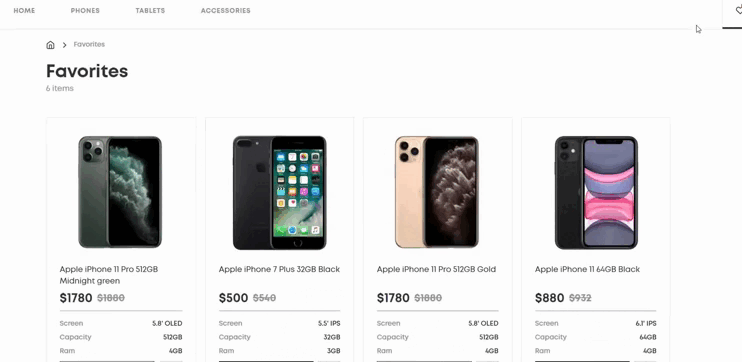 HOME PHONES TABLETS ACCESSORIES
Favorites
Favorites
6 items
Apple iPhone 11 Pro 512GB
Midnight green
$1780 $1880
Screen 5.8' OLED
Capacity 512GB
Ram 4GB
Apple iPhone 7 Plus 32GB Black
$500 $540
Screen 5.5' IPS
Capacity 32GB
Ram 3GB
Apple iPhone 11 Pro 512GB Gold
$1780 $1880
Screen 5.8' OLED
Capacity 512GB
Ram 4GB
Apple iPhone 11 64GB Black
$880 $932
Screen 6.1' IPS
Capacity 64GB
Ram 4GB